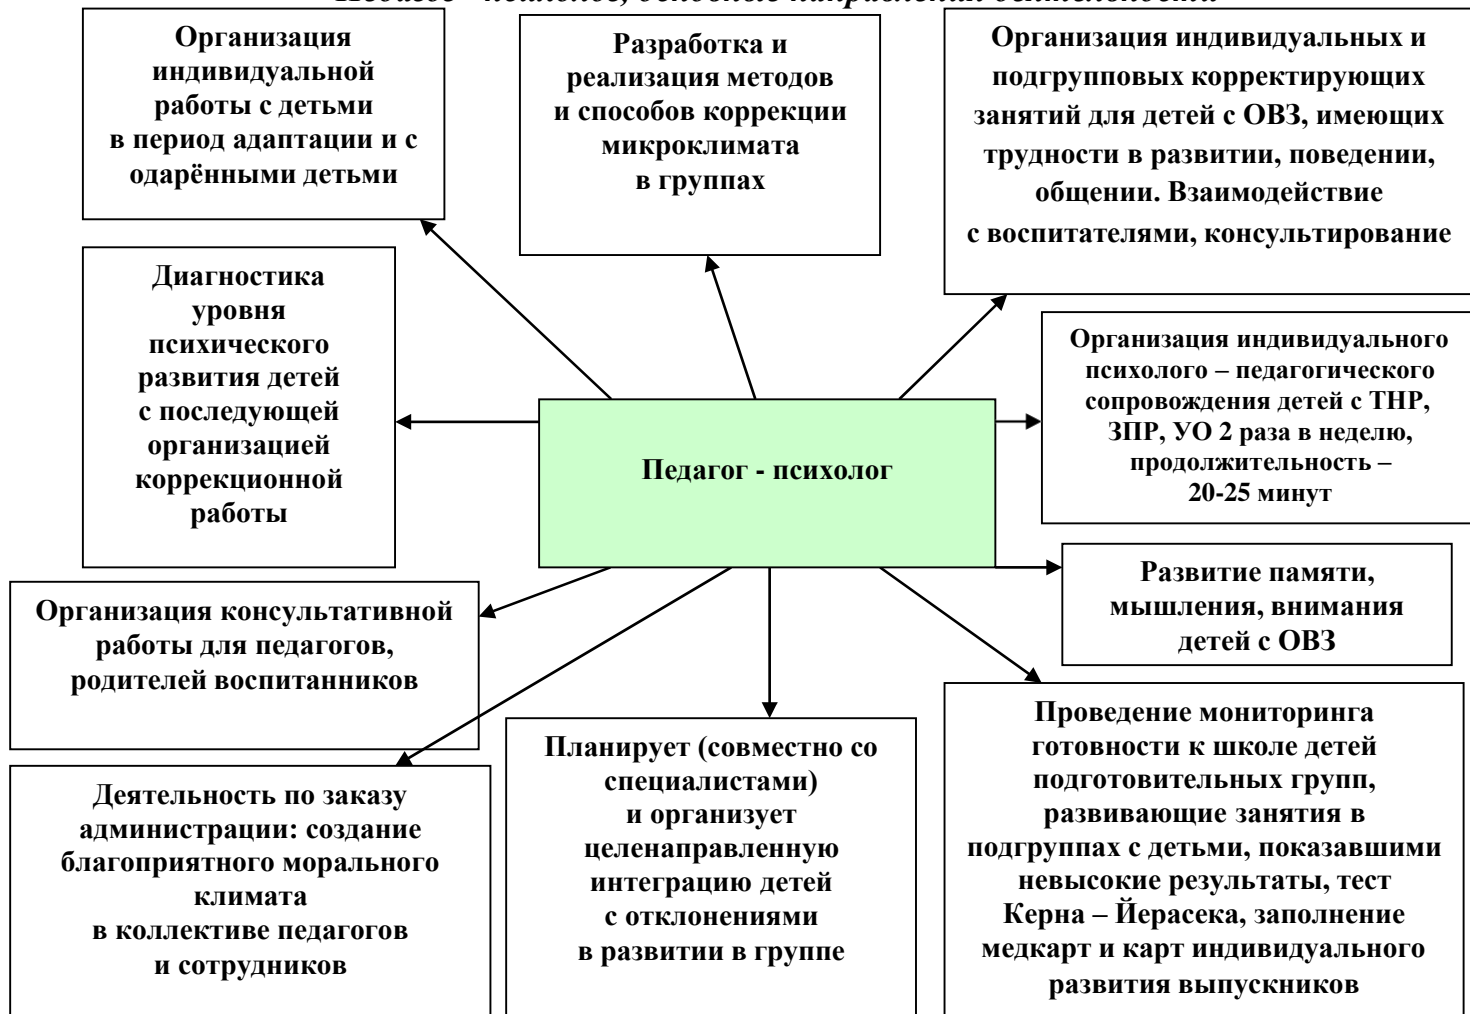 Педагог - психолог, основные направления деятельности
Организация
индивидуальной
работы с детьми
в период адаптации и с
одарёнными детьми
Разработка и
реализация методов
и способов коррекции
микроклимата
в группах
Организация индивидуальных и
подгрупповых корректирующих
занятий для детей с ОВЗ, имеющих
трудности в развитии, поведении,
общении. Взаимодействие
с воспитателями, консультирование
Диагностика
уровня
психического
развития детей
с последующей
организацией
коррекционной
работы
Организация индивидуального
психолого – педагогического
сопровождения детей с ТНР,
ЗПР, УО 2 раза в неделю,
продолжительность –
20-25 минут
Педагог - психолог
Развитие памяти,
мышления, внимания
детей с ОВЗ
Организация консультативной
работы для педагогов,
родителей воспитанников
Деятельность по заказу
администрации: создание
благоприятного морального
климата
в коллективе педагогов
и сотрудников
Планирует (совместно со
специалистами)
и организует
целенаправленную
интеграцию детей
с отклонениями
в развитии в группе
Проведение мониторинга
готовности к школе детей
подготовительных групп,
развивающие занятия в
подгруппах с детьми, показавшими
невысокие результаты, тест
Керна – Йерасека, заполнение
медкарт и карт индивидуального
развития выпускников